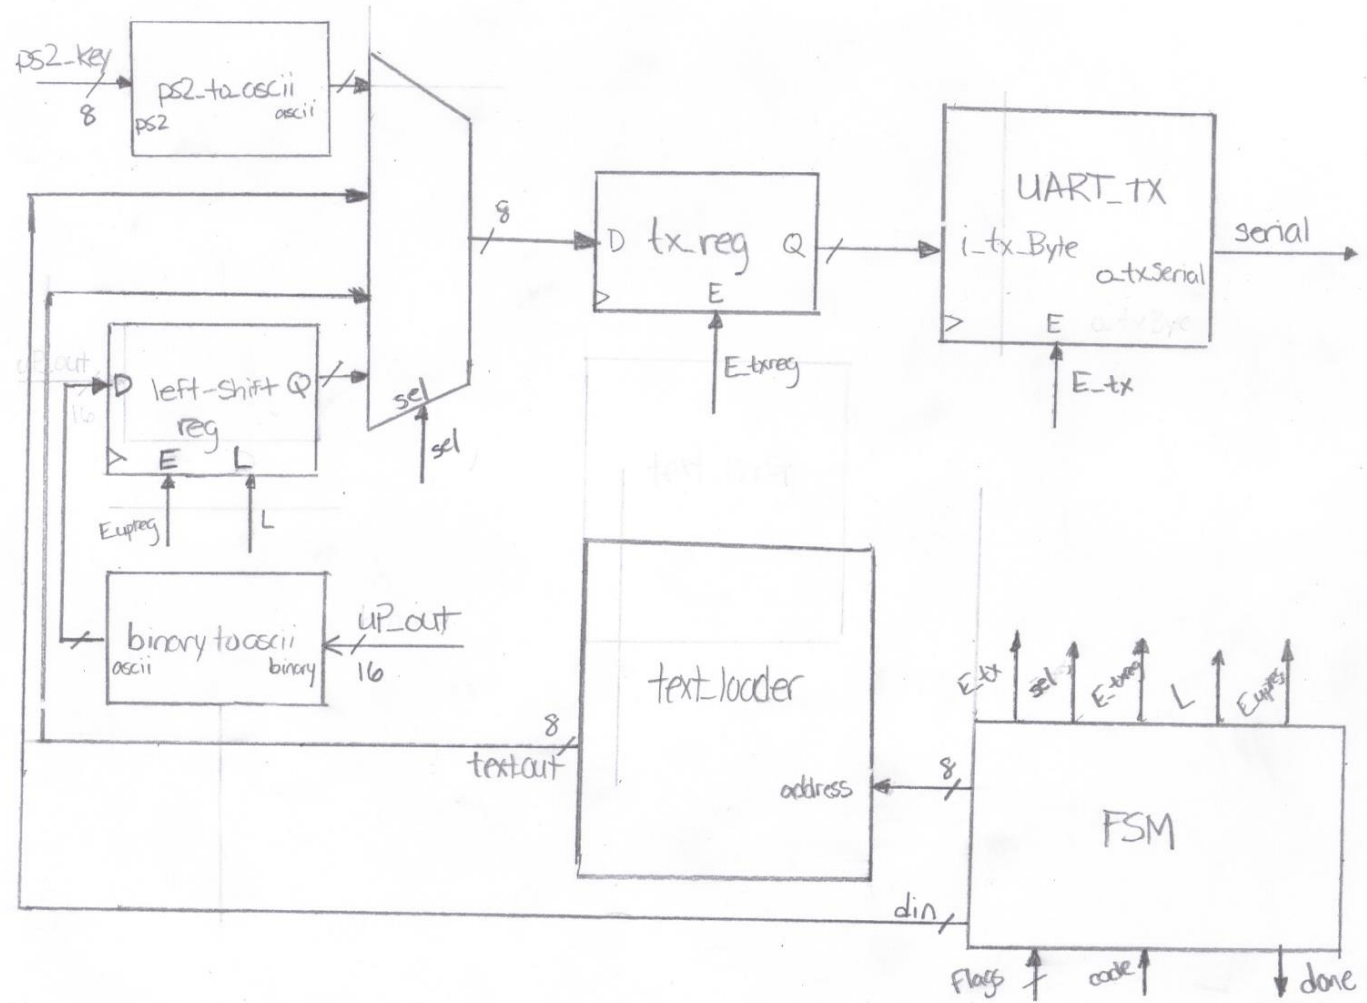 ps2_key
8
ps2_to_ascii
ps2
ascii
8
D tx_reg Q
E
E_txreg
UART_tx
i_tx_Byte
o_txSerial
E
E_tx
serial
uP_out
16
D left-shift Q
reg
E L
Eupreg
L
sel
sel
binary to ascii
ascii
binary
uP_out
16
text_loader
address
8
textout
8
E_tx
sel
E_txreg
L
Eupreg
FSM
din
Flags
code
done